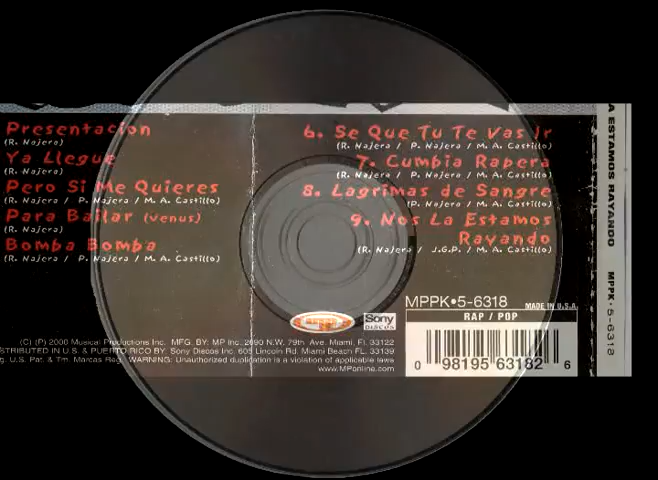 Presentacion
(R. Najera)
Ya Llegue
(R. Najera)
Pero Si Me Quieres
(R. Najera / P. Najera / M. A. Castillo)
Para Bailar (venus)
(R. Najera)
Bomba Bomba
(R. Najera / P. Najera / M. A. Castillo)
6. Se Que Tu Te Vas Ir
(R. Najera / P. Najera / M. A. Castillo)
7. Cumbia Rapera
(R. Najera / P. Najera / M. A. Castillo)
8. Lagrimas de Sangre
(R. Najera / P. Najera / M. A. Castillo)
9. Nos La Estamos
Rayando
(R. Najera / J.G.P. / M. A. Castillo)
Sony
DISCOS
MPPK•5-6318 MADE IN U.S.A.
RAP / POP
0 98195 63182 6
(C) (P) 2000 Musical Productions Inc. MFG. BY: MP Inc. 2690 N.W. 79th Ave. Miami, Fl. 33122
STRIBUTED IN U.S. & PUERTO RICO BY: Sony Discos Inc. 605 Lincoln Rd. Miami Beach FL. 33139
g. U.S. Pat. & Tm. Marcas Reg. WARNING: Unauthorized duplication is a violation of applicable laws
www.MPonline.com
A ESTAMOS RAYANDO MPPK•5-6318